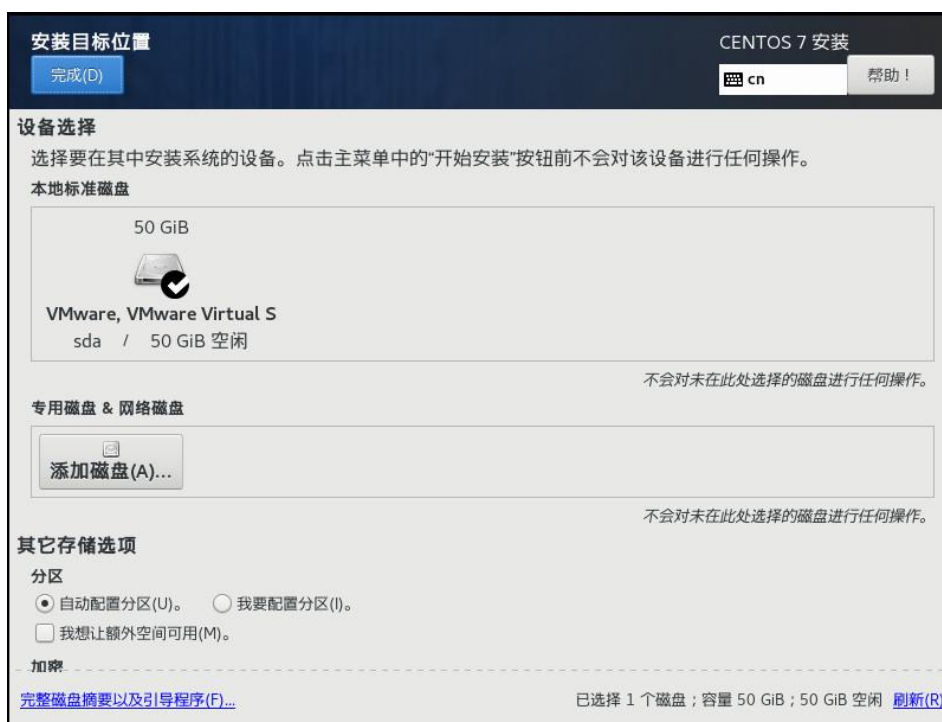 安装目标位置
CENTOS 7 安装
完成(D)
cn
帮助！
设备选择
选择要在其中安装系统的设备。点击主菜单中的“开始安装”按钮前不会对该设备进行任何操作。
本地标准磁盘
50 GiB
VMware, VMware Virtual S
sda / 50 GiB 空闲
不会对未在此处选择的磁盘进行任何操作。
专用磁盘 & 网络磁盘
添加磁盘(A)...
不会对未在此处选择的磁盘进行任何操作。
其它存储选项
分区
自动配置分区(U)。 我要配置分区(I)。
我想让额外空间可用(M)。
加密
完整磁盘摘要以及引导程序(F)... 已选择 1 个磁盘；容量 50 GiB；50 GiB 空闲 刷新(R)